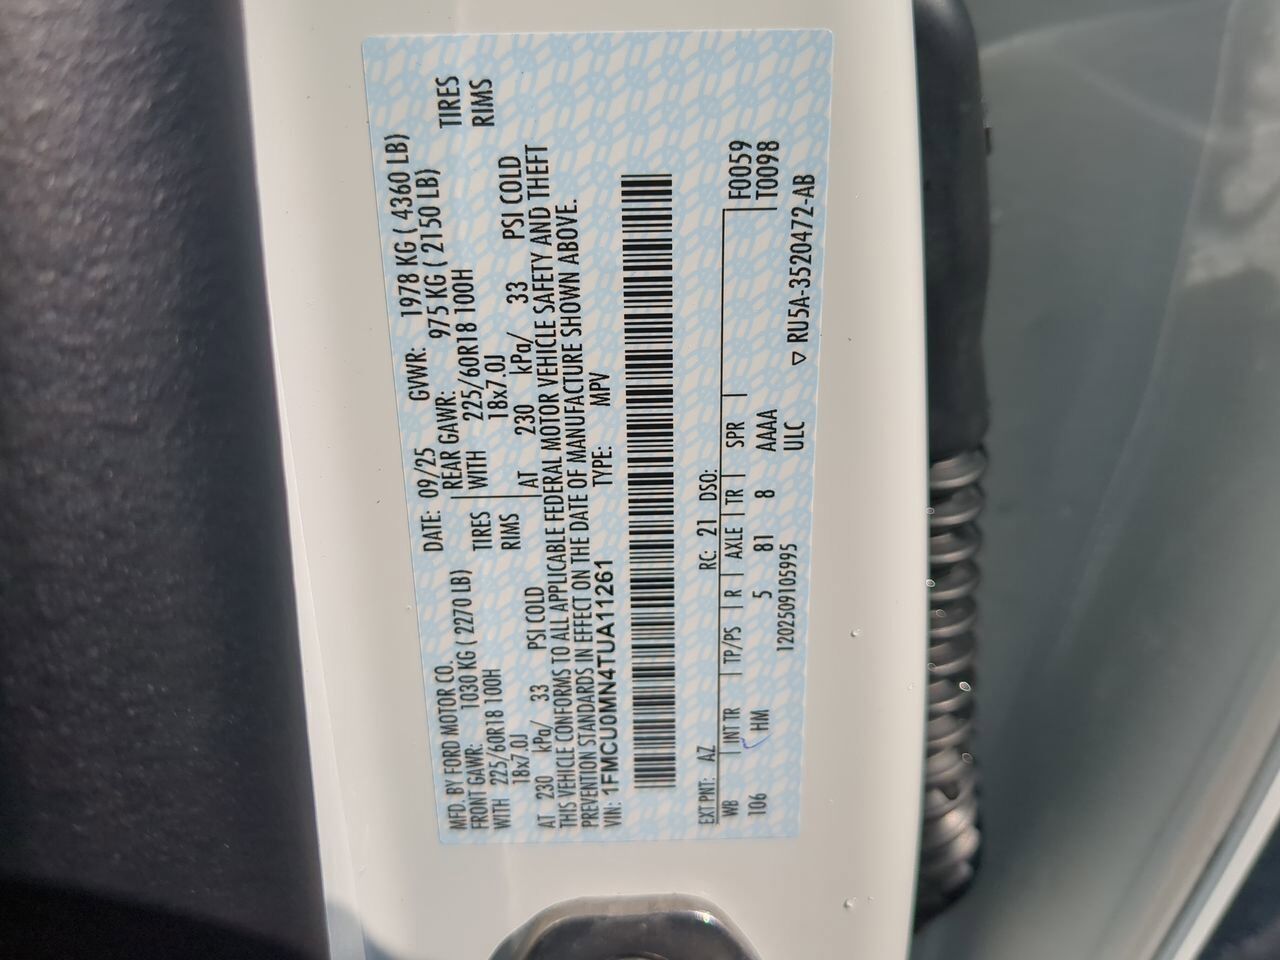 MFD. BY FORD MOTOR CO. DATE: 09/25 GVWR: 1978 KG ( 4360 LB)
FRONT GAWR: 1030 KG ( 2270 LB) REAR GAWR: 975 KG ( 2150 LB)
WITH 225/60R18 100H TIRES WITH 225/60R18 100H TIRES
18x7.0J RIMS 18x7.0J RIMS
AT 230 kPa/ 33 PSI COLD AT 230 kPa/ 33 PSI COLD
THIS VEHICLE CONFORMS TO ALL APPLICABLE FEDERAL MOTOR VEHICLE SAFETY AND THEFT
PREVENTION STANDARDS IN EFFECT ON THE DATE OF MANUFACTURE SHOWN ABOVE.
VIN: 1FMCU0MN4TUA11261 TYPE: MPV
EXT PNT: AZ RC: 21 DSO: F0059
WB INT TR TP/PS R AXLE TR SPR T0098
106 HM 5 81 8 AAAA
1202509105995 ULC
▽ RU5A-3520472-AB